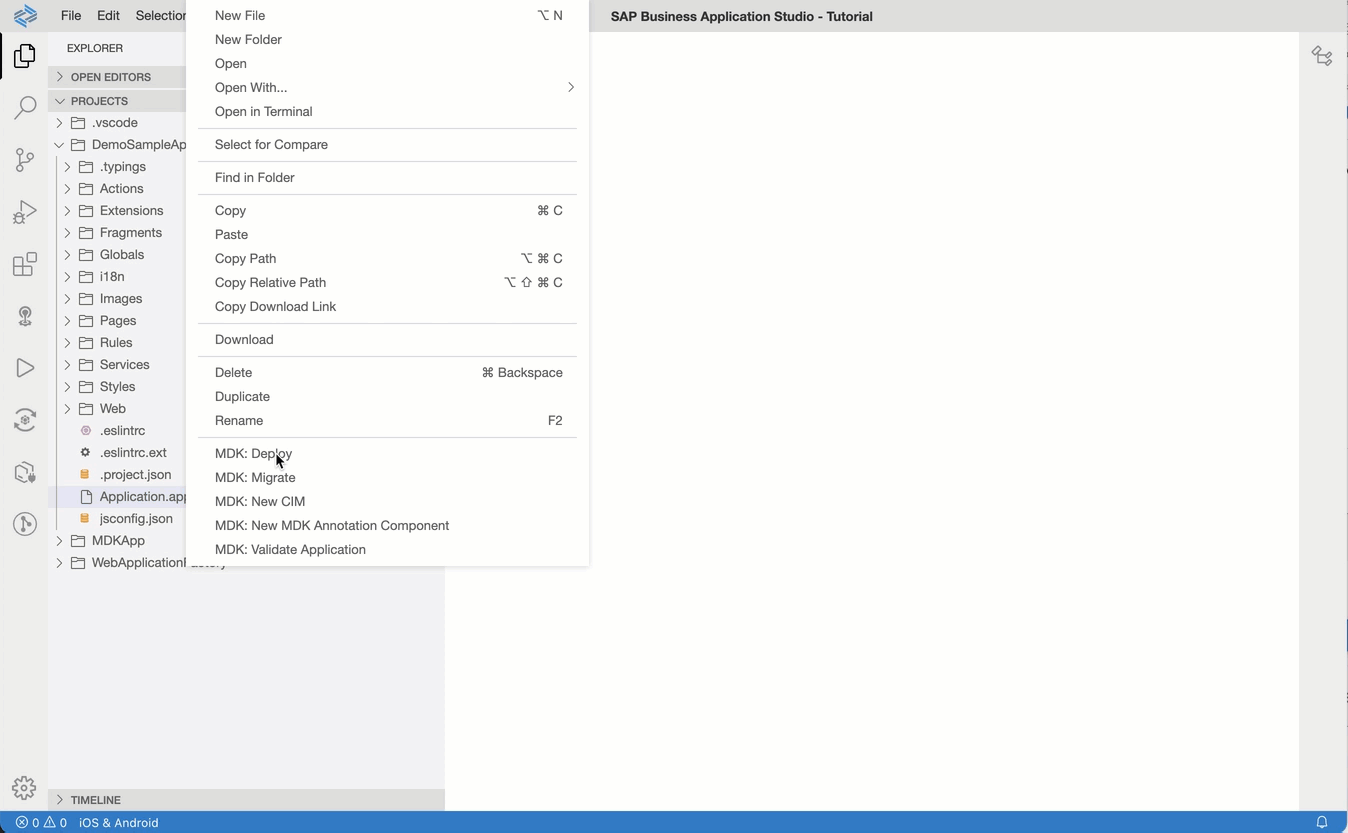 File Edit Selection
SAP Business Application Studio - Tutorial
EXPLORER
OPEN EDITORS
PROJECTS
.vscode
DemoSampleAp
.typings
Actions
Extensions
Fragments
Globals
i18n
Images
Pages
Rules
Services
Styles
Web
.eslintrc
.eslintrc.ext
.project.json
Application.app
jsconfig.json
MDKApp
WebApplicationFactory
TIMELINE
New File ⌥ N
New Folder
Open
Open With...
Open in Terminal
Select for Compare
Find in Folder
Copy ⌘ C
Paste
Copy Path ⌥ ⌘ C
Copy Relative Path ⌥ ⇧ ⌘ C
Copy Download Link
Download
Delete ⌘ Backspace
Duplicate
Rename F2
MDK: Deploy
MDK: Migrate
MDK: New CIM
MDK: New MDK Annotation Component
MDK: Validate Application
0 0 iOS & Android